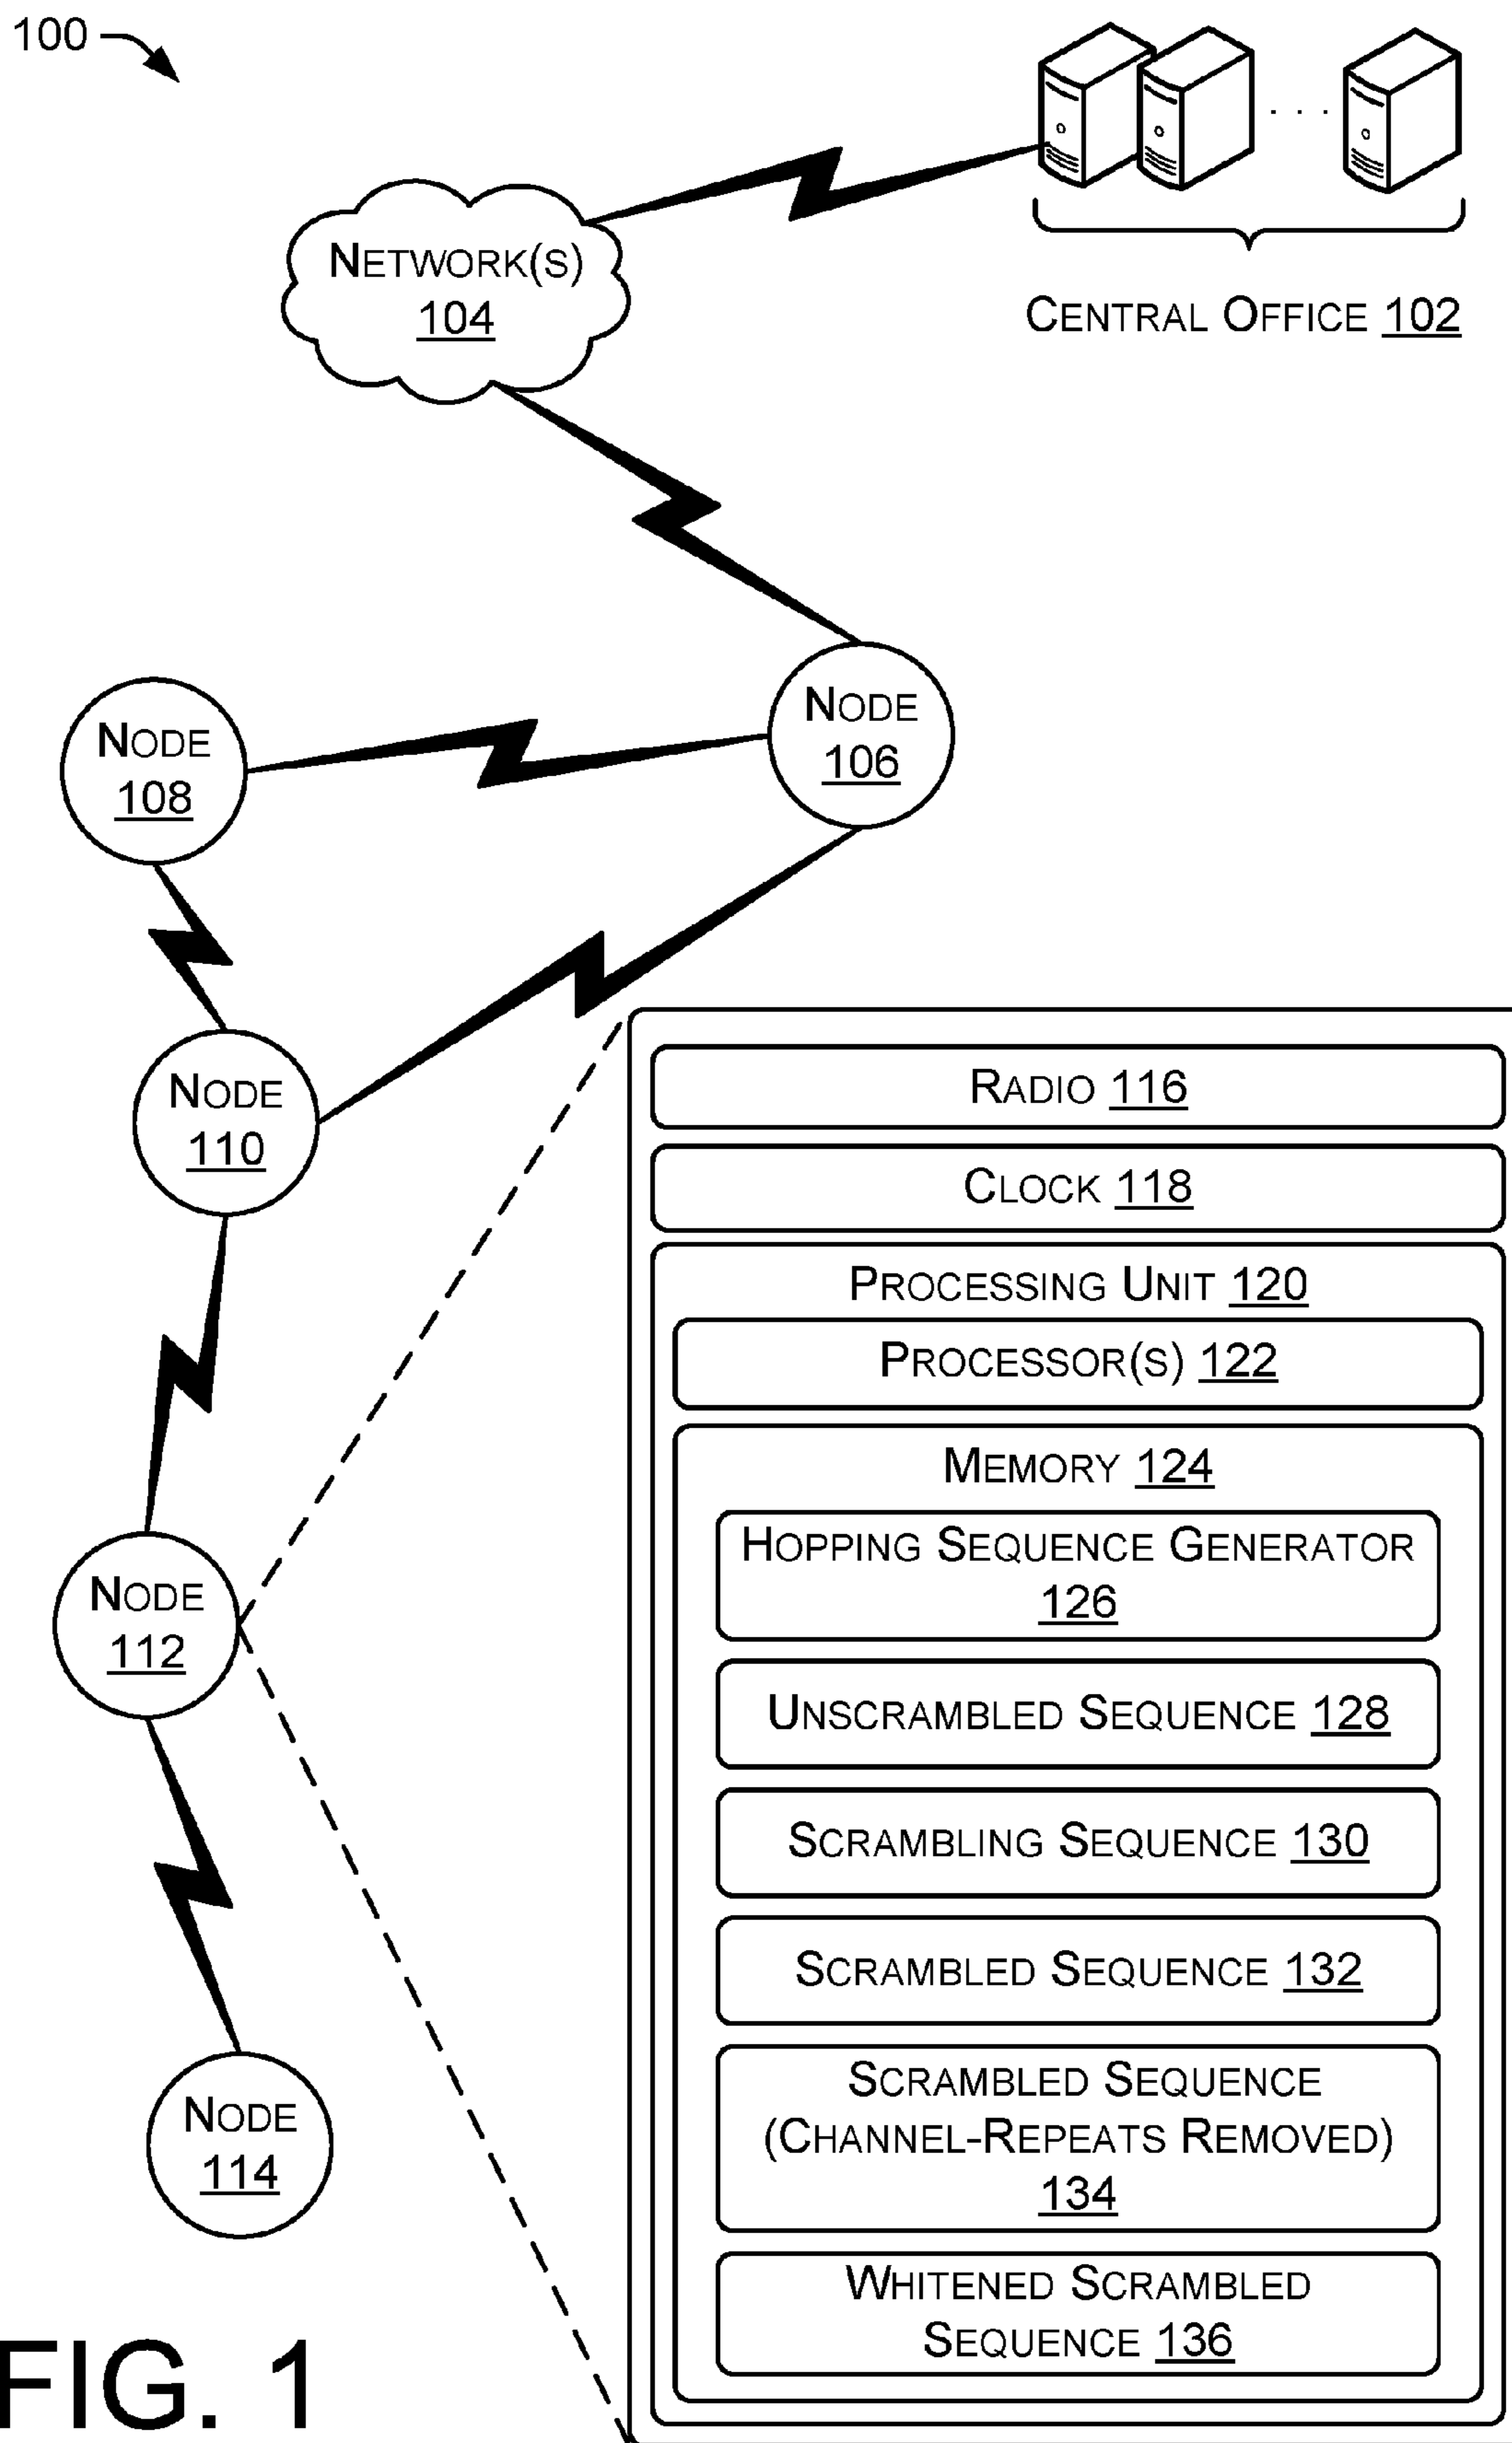 100
NETWORK(S)
104
CENTRAL OFFICE 102
NODE
106
NODE
108
NODE
110
NODE
112
NODE
114
RADIO 116
CLOCK 118
PROCESSING UNIT 120
PROCESSOR(S) 122
MEMORY 124
HOPPING SEQUENCE GENERATOR
126
UNSCRAMBLED SEQUENCE 128
SCRAMBLING SEQUENCE 130
SCRAMBLED SEQUENCE 132
SCRAMBLED SEQUENCE
(CHANNEL-REPEATS REMOVED)
134
WHITENED SCRAMBLED
SEQUENCE 136
FIG. 1